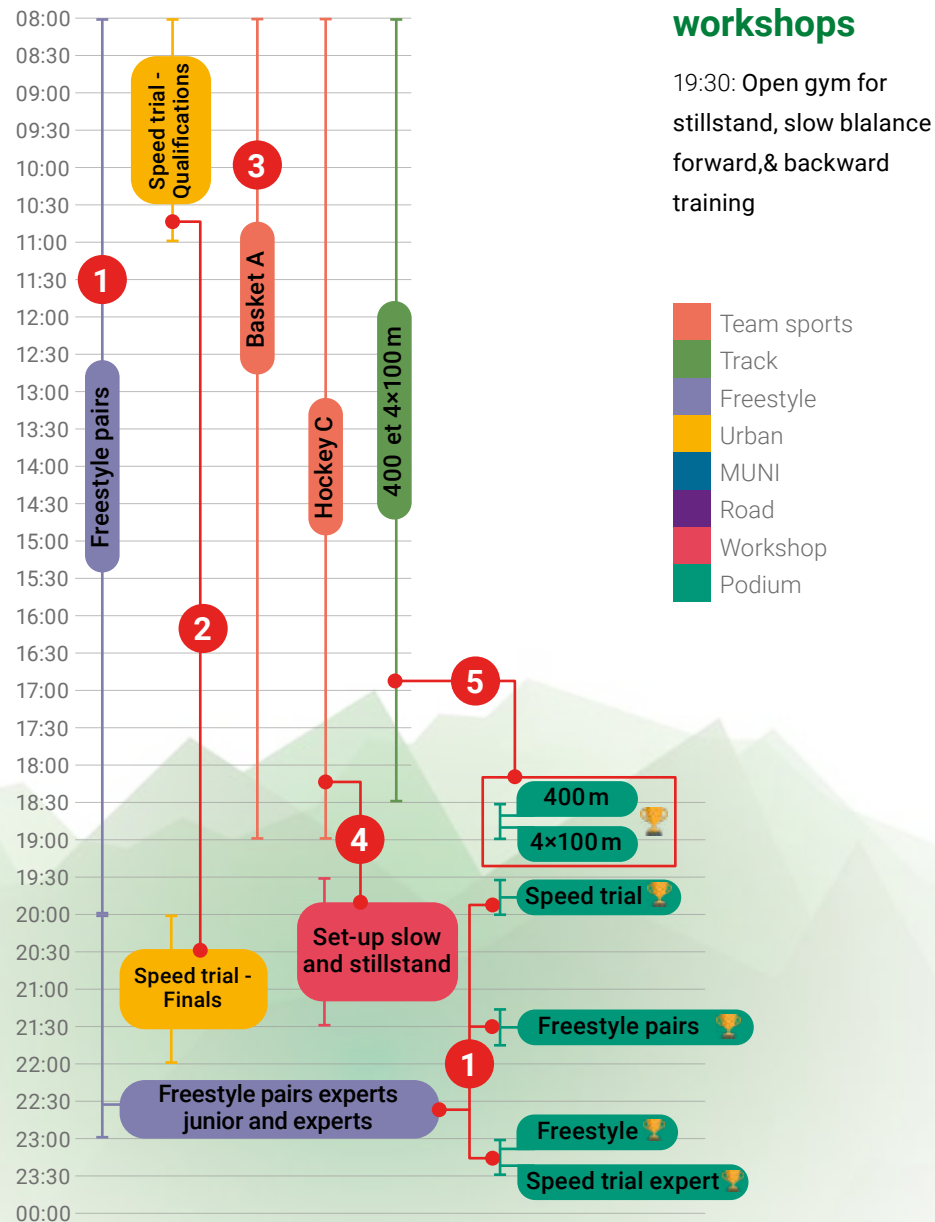 08:00
08:30
09:00
09:30
10:00
10:30
11:00
11:30
12:00
12:30
13:00
13:30
14:00
14:30
15:00
15:30
16:00
16:30
17:00
17:30
18:00
18:30
19:00
19:30
20:00
20:30
21:00
21:30
22:00
22:30
23:00
23:30
00:00
Speed trial -
Qualifications
3
1
Basket A
400 et 4×100 m
Freestyle pairs
Hockey C
2
5
400 m
4×100 m
4
Speed trial
Set-up slow
and stillstand
Speed trial -
Finals
Freestyle pairs
1
Freestyle pairs experts
junior and experts
Freestyle
Speed trial expert
workshops
19:30: Open gym for
stillstand, slow blalance
forward,& backward
training
Team sports
Track
Freestyle
Urban
MUNI
Road
Workshop
Podium